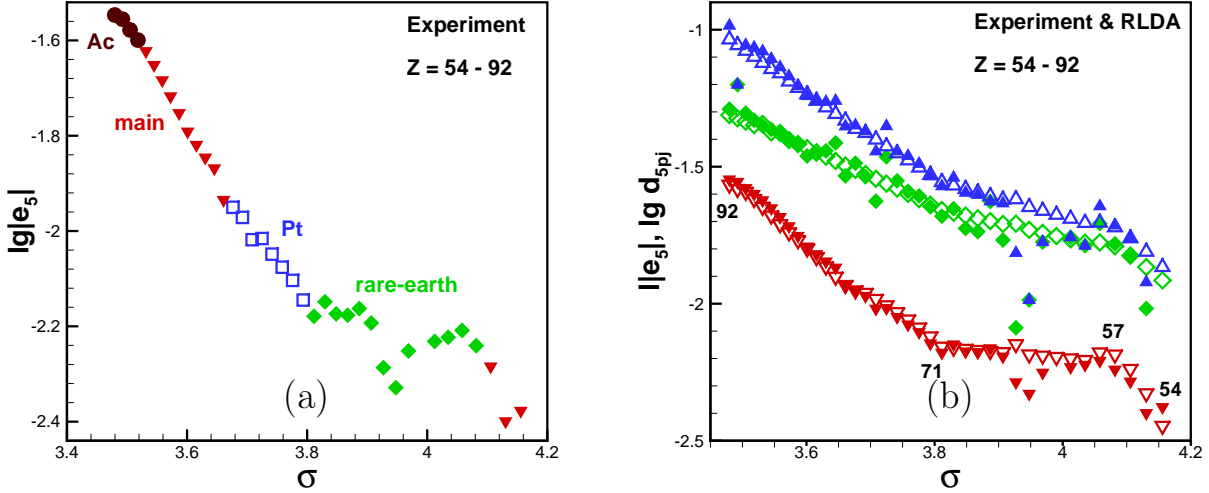 Experiment
Z = 54 - 92
Ac
main
Pt
rare-earth
lg|e5|
-1.6
-1.8
-2
-2.2
-2.4
3.4
3.6
3.8
4
4.2
σ
(a)
Experiment & RLDA
Z = 54 - 92
l|e5|, lg d5pj
-1
-1.5
-2
-2.5
92
71
57
54
3.6
3.8
4
4.2
σ
(b)